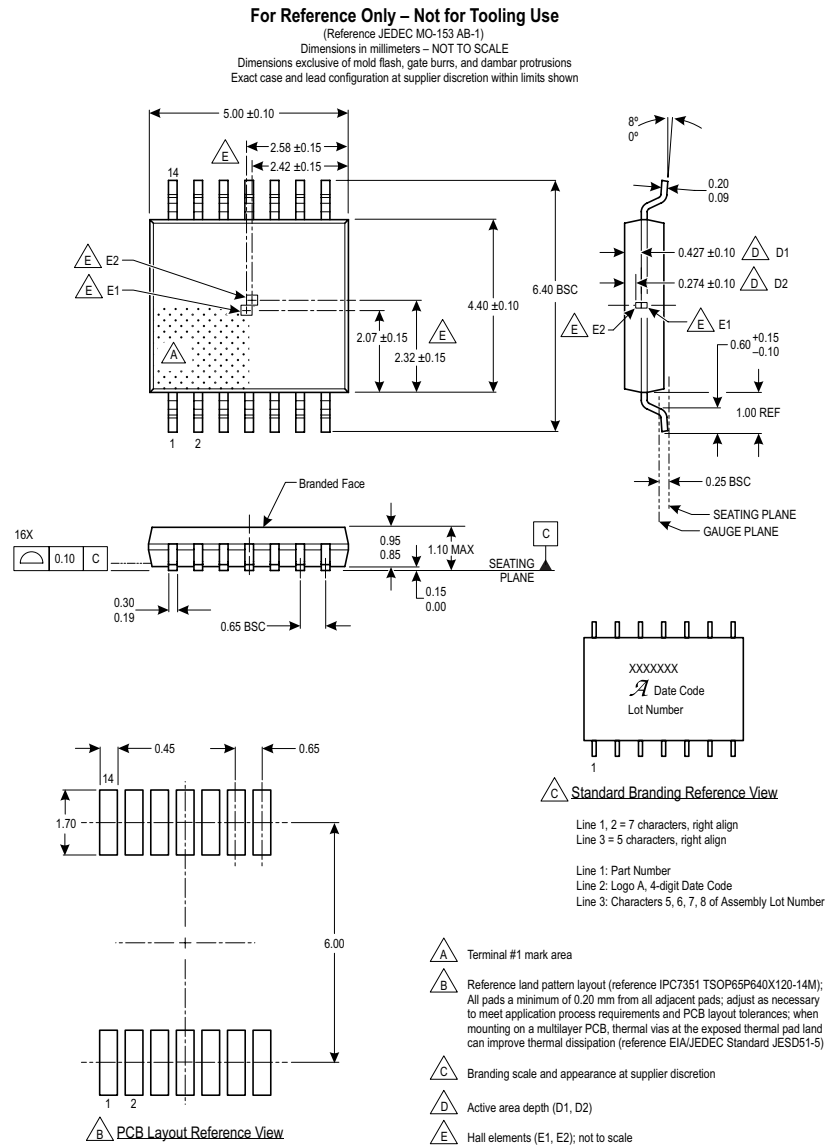 For Reference Only – Not for Tooling Use
(Reference JEDEC MO-153 AB-1)
Dimensions in millimeters – NOT TO SCALE
Dimensions exclusive of mold flash, gate burrs, and dambar protrusions
Exact case and lead configuration at supplier discretion within limits shown
5.00 ±0.10
E
2.58 ±0.15
2.42 ±0.15
14
E E2
E E1
A
2.07 ±0.15
2.32 ±0.15
E
4.40 ±0.10
6.40 BSC
1 2
8º
0º
0.20
0.09
0.427 ±0.10 D D1
0.274 ±0.10 D D2
E E2
E E1
0.60 +0.15
–0.10
1.00 REF
0.25 BSC
SEATING PLANE
GAUGE PLANE
Branded Face
16X
0.10 C
0.95
0.85
1.10 MAX
C
SEATING
PLANE
0.15
0.00
0.30
0.19
0.65 BSC
XXXXXXX
A Date Code
Lot Number
1
C Standard Branding Reference View
Line 1, 2 = 7 characters, right align
Line 3 = 5 characters, right align
Line 1: Part Number
Line 2: Logo A, 4-digit Date Code
Line 3: Characters 5, 6, 7, 8 of Assembly Lot Number
0.45
0.65
14
1.70
6.00
1 2
B PCB Layout Reference View
A Terminal #1 mark area
B Reference land pattern layout (reference IPC7351 TSOP65P640X120-14M);
All pads a minimum of 0.20 mm from all adjacent pads; adjust as necessary
to meet application process requirements and PCB layout tolerances; when
mounting on a multilayer PCB, thermal vias at the exposed thermal pad land
can improve thermal dissipation (reference EIA/JEDEC Standard JESD51-5)
C Branding scale and appearance at supplier discretion
D Active area depth (D1, D2)
E Hall elements (E1, E2); not to scale